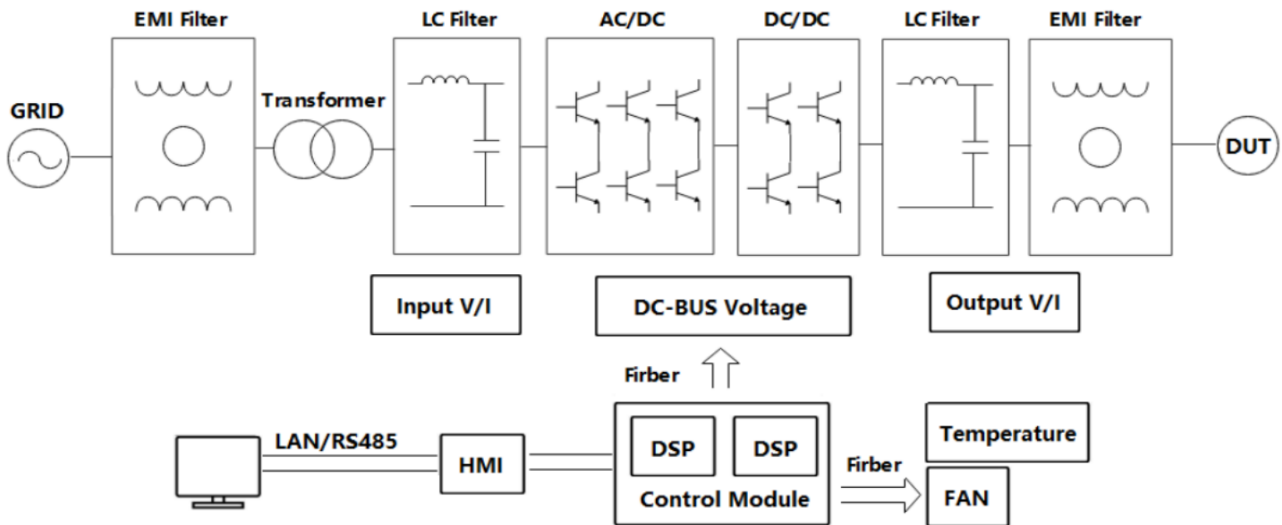 EMI Filter
LC Filter
AC/DC
DC/DC
LC Filter
EMI Filter
GRID
Transformer
DUT
Input V/I
DC-BUS Voltage
Output V/I
Firber
LAN/RS485
HMI
DSP
DSP
Control Module
Firber
Temperature
FAN